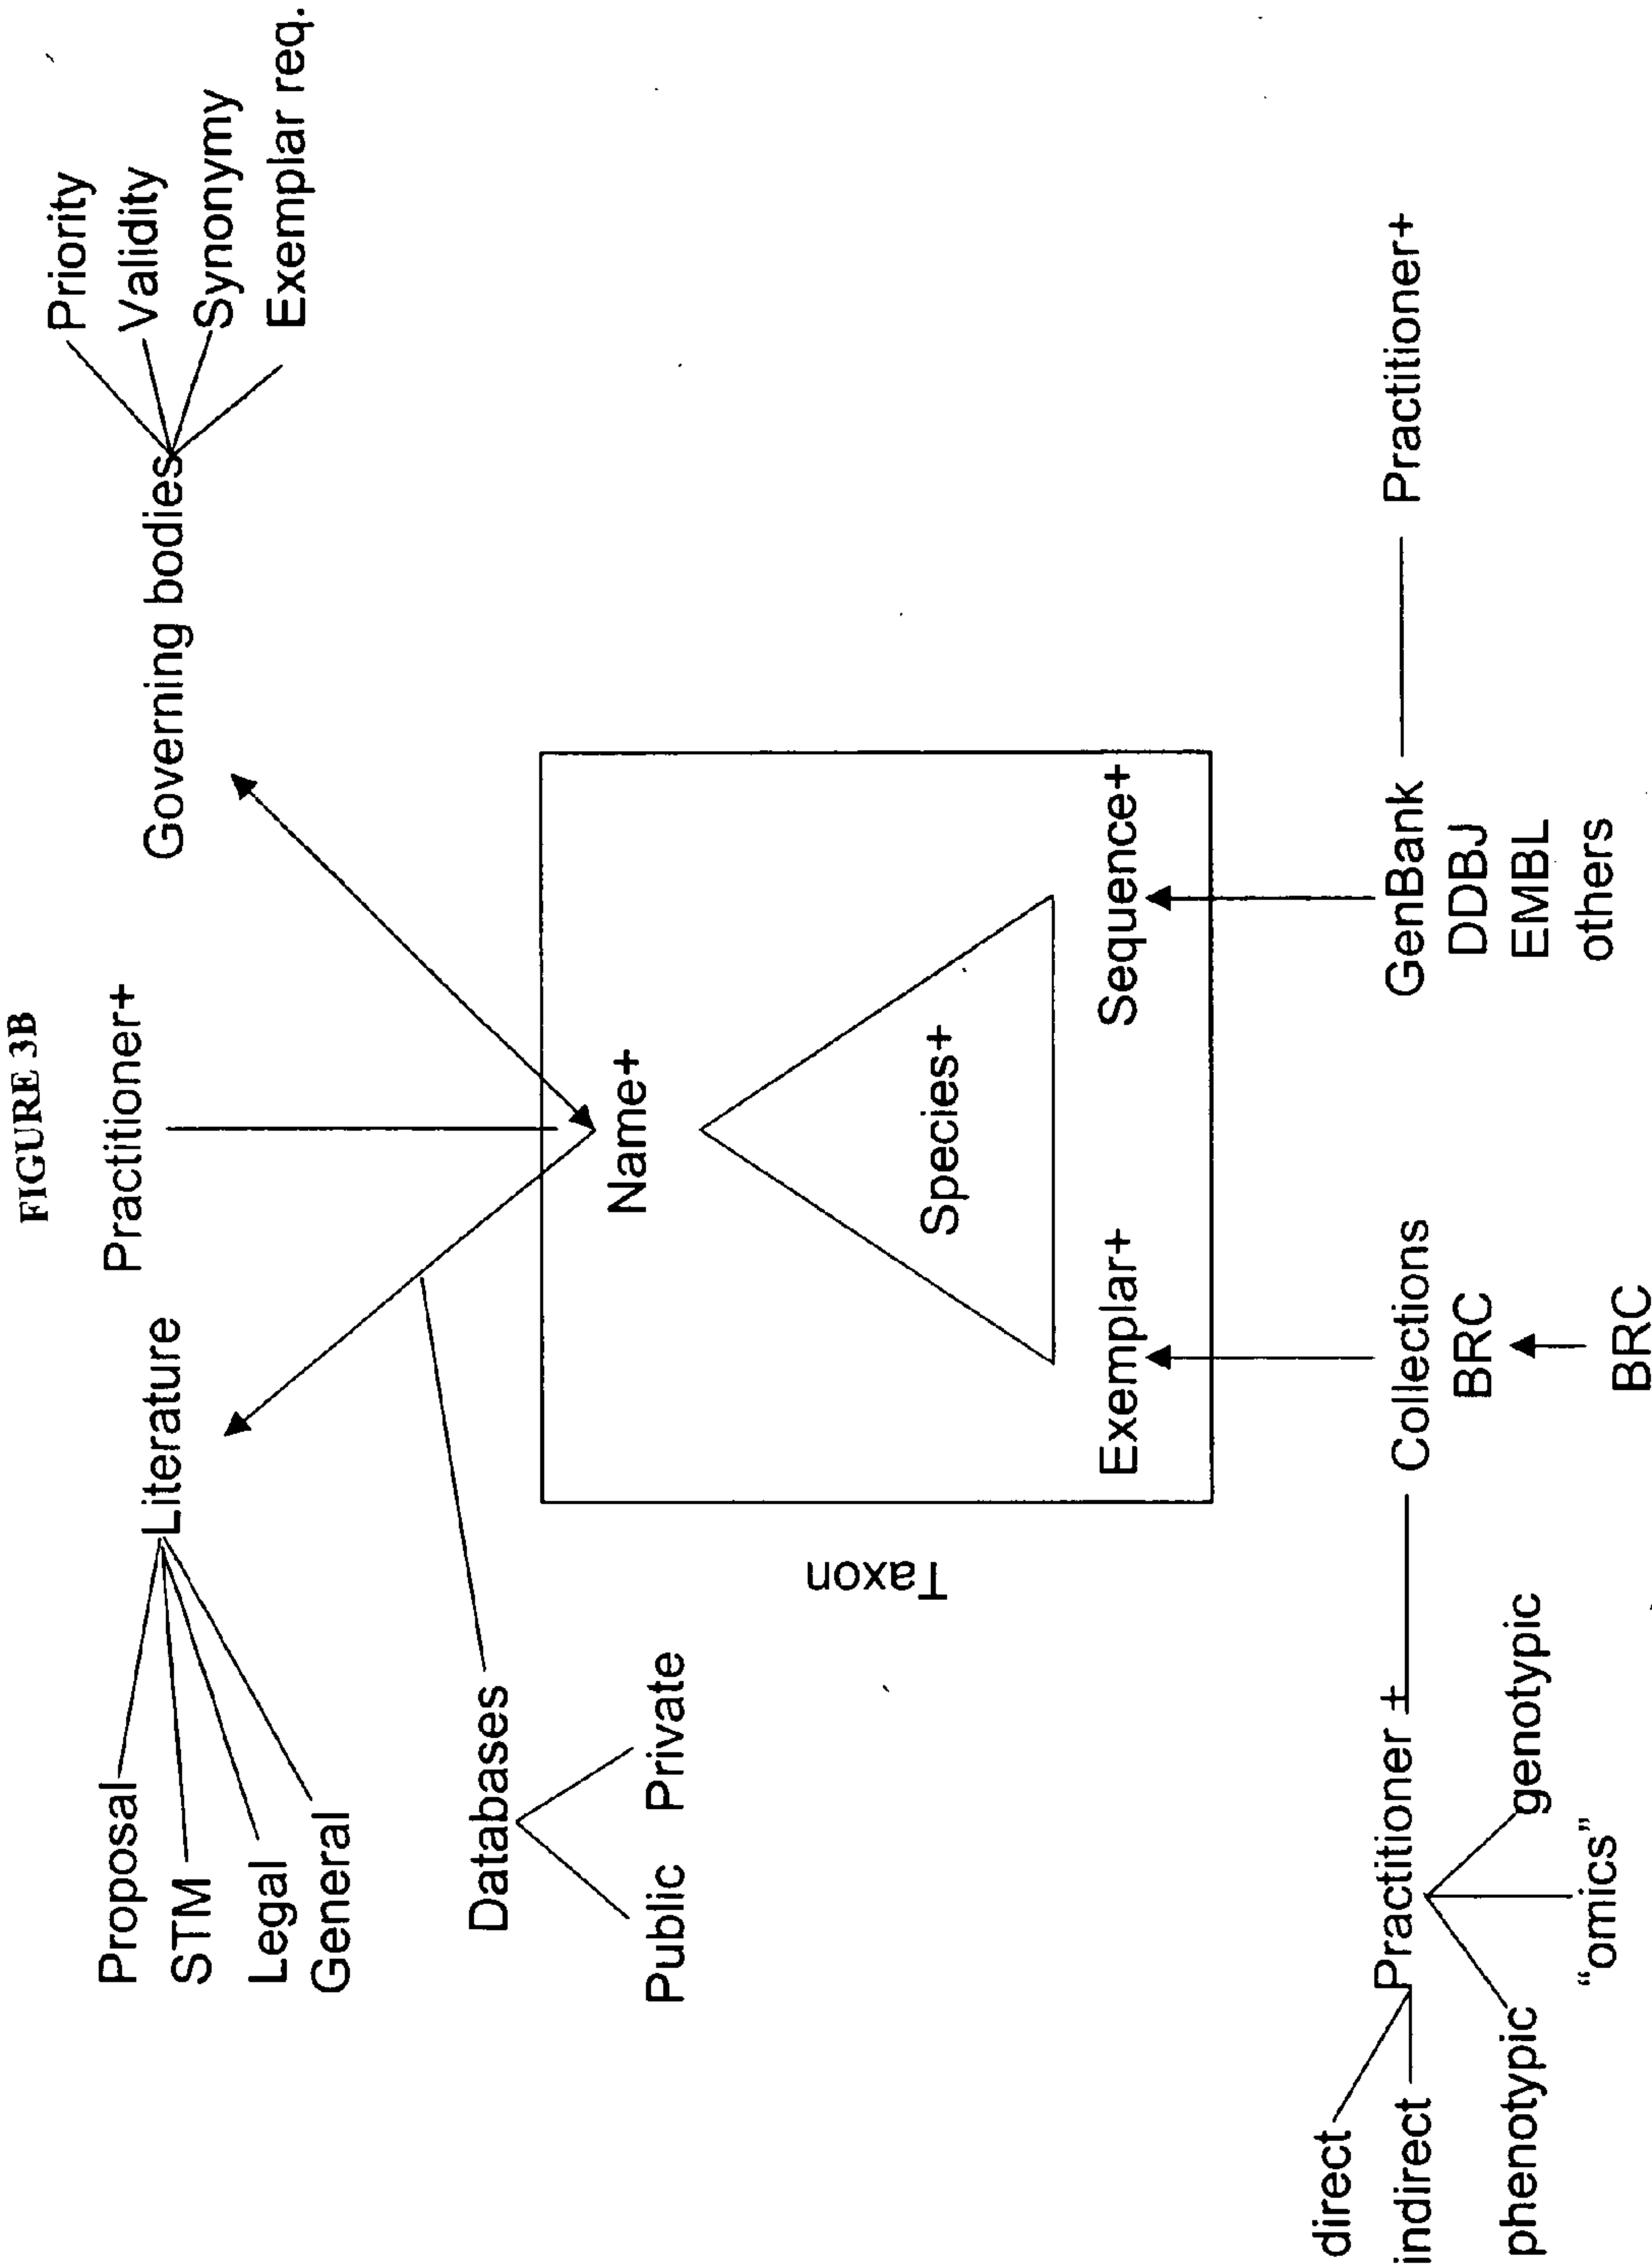 FIGURE 3B
Practitioner+
Literature
Proposal
STM
Legal
General
Governing bodies
Priority
Validity
Synonymy
Exemplar req.
Databases
Public Private
Taxon
Name+
Species+
Exemplar+
Sequence+
direct
indirect
Practitioner ±
phenotypic
"omics"
genotypic
Collections
BRC
BRC
GenBank
DDBJ
EMBL
others
Practitioner+